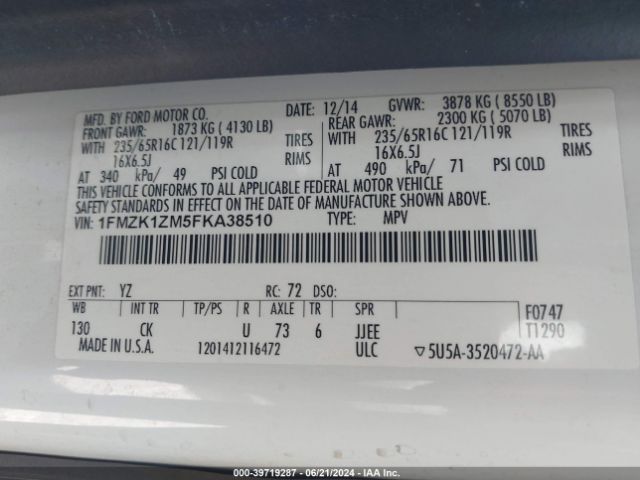 MFD. BY FORD MOTOR CO. DATE: 12/14 GVWR: 3878 KG ( 8550 LB)
FRONT GAWR: 1873 KG ( 4130 LB) REAR GAWR: 2300 KG ( 5070 LB)
WITH 235/65R16C 121/119R TIRES WITH 235/65R16C 121/119R TIRES
16X6.5J RIMS 16X6.5J RIMS
AT 340 kPa/ 49 PSI COLD AT 490 kPa/ 71 PSI COLD
THIS VEHICLE CONFORMS TO ALL APPLICABLE FEDERAL MOTOR VEHICLE
SAFETY STANDARDS IN EFFECT ON THE DATE OF MANUFACTURE SHOWN ABOVE.
VIN: 1FMZK1ZM5FKA38510 TYPE: MPV
EXT PNT: YZ RC: 72 DSO:
WB INT TR TP/PS R AXLE TR SPR F0747
130 CK U 73 6 JJEE T1290
MADE IN U.S.A. 1201412116472 ULC ▽5U5A-3520472-AA
000-39719287 - 06/21/2024 - IAA Inc.